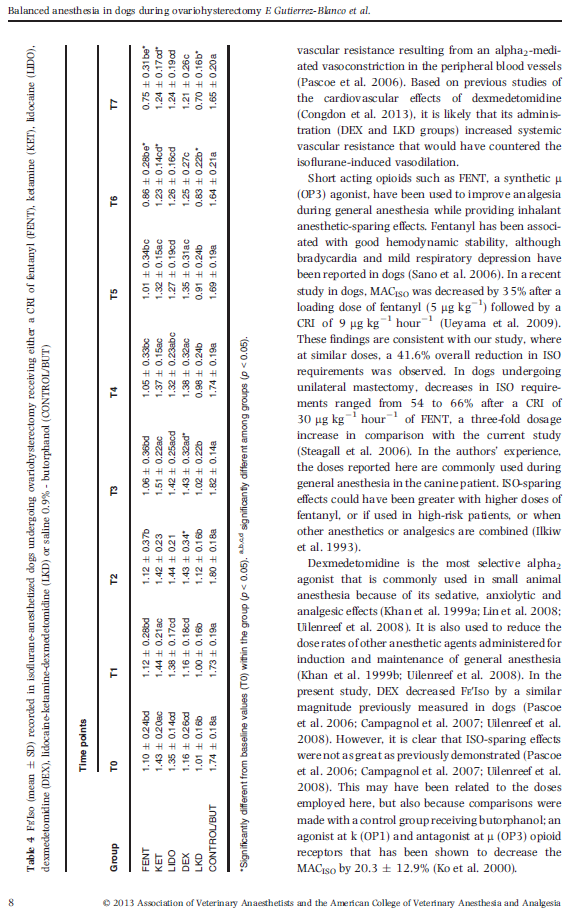 Balanced anesthesia in dogs during ovariohysterectomy E Gutierrez-Blanco et al.
Table 4 FE′Iso (mean ± SD) recorded in isoflurane-anesthetized dogs undergoing ovariohysterectomy receiving either a CRI of fentanyl (FENT), ketamine (KET), lidocaine (LIDO),
dexmedetomidine (DEX), lidocaine-ketamine-dexmedetomidine (LKD) or saline 0.9% - butorphanol (CONTROL/BUT)
Time points
Group T0 T1 T2 T3 T4 T5 T6 T7
FENT 1.10 ± 0.24bd 1.12 ± 0.28bd 1.12 ± 0.37b 1.06 ± 0.36bd 1.05 ± 0.33bc 1.01 ± 0.34bc 0.86 ± 0.28be* 0.75 ± 0.31be*
KET 1.43 ± 0.20ac 1.44 ± 0.21ac 1.42 ± 0.23 1.51 ± 0.22ac 1.37 ± 0.15ac 1.32 ± 0.15ac 1.23 ± 0.14cd* 1.24 ± 0.17cd*
LIDO 1.35 ± 0.14cd 1.38 ± 0.17cd 1.44 ± 0.21 1.42 ± 0.25acd 1.32 ± 0.23abc 1.27 ± 0.19cd 1.26 ± 0.16cd 1.24 ± 0.19cd
DEX 1.16 ± 0.26cd 1.16 ± 0.18cd 1.43 ± 0.34* 1.43 ± 0.32ad* 1.38 ± 0.32ac 1.35 ± 0.31ac 1.25 ± 0.27c 1.21 ± 0.26c
LKD 1.01 ± 0.16b 1.00 ± 0.16b 1.12 ± 0.16b 1.02 ± 0.22b 0.98 ± 0.24b 0.91 ± 0.24b 0.83 ± 0.22b* 0.70 ± 0.16b*
CONTROL/BUT 1.74 ± 0.18a 1.73 ± 0.19a 1.80 ± 0.18a 1.82 ± 0.14a 1.74 ± 0.19a 1.69 ± 0.19a 1.64 ± 0.21a 1.65 ± 0.20a
*Significantly different from baseline values (T0) within the group (p < 0.05). a,b,c,d significantly different among groups (p < 0.05).
vascular resistance resulting from an alpha2-medi-
ated vasoconstriction in the peripheral blood vessels
(Pascoe et al. 2006). Based on previous studies of
the cardiovascular effects of dexmedetomidine
(Congdon et al. 2013), it is likely that its adminis-
tration (DEX and LKD groups) increased systemic
vascular resistance that would have countered the
isoflurane-induced vasodilation.
Short acting opioids such as FENT, a synthetic μ
(OP3) agonist, have been used to improve analgesia
during general anesthesia while providing inhalant
anesthetic-sparing effects. Fentanyl has been associ-
ated with good hemodynamic stability, although
bradycardia and mild respiratory depression have
been reported in dogs (Sano et al. 2006). In a recent
study in dogs, MACISO was decreased by 35% after a
loading dose of fentanyl (5 μg kg−1) followed by a
CRI of 9 μg kg−1 hour−1 (Ueyama et al. 2009).
These findings are consistent with our study, where
at similar doses, a 41.6% overall reduction in ISO
requirements was observed. In dogs undergoing
unilateral mastectomy, decreases in ISO require-
ments ranged from 54 to 66% after a CRI of
30 μg kg−1 hour−1 of FENT, a three-fold dosage
increase in comparison with the current study
(Steagall et al. 2006). In the authors' experience,
the doses reported here are commonly used during
general anesthesia in the canine patient. ISO-sparing
effects could have been greater with higher doses of
fentanyl, or if used in high-risk patients, or when
other anesthetics or analgesics are combined (Ilkiw
et al. 1993).
Dexmedetomidine is the most selective alpha2
agonist that is commonly used in small animal
anesthesia because of its sedative, anxiolytic and
analgesic effects (Khan et al. 1999a; Lin et al. 2008;
Uilenreef et al. 2008). It is also used to reduce the
dose rates of other anesthetic agents administered for
induction and maintenance of general anesthesia
(Khan et al. 1999b; Uilenreef et al. 2008). In the
present study, DEX decreased FE′Iso by a similar
magnitude previously measured in dogs (Pascoe
et al. 2006; Campagnol et al. 2007; Uilenreef et al.
2008). However, it is clear that ISO-sparing effects
were not as great as previously demonstrated (Pascoe
et al. 2006; Campagnol et al. 2007; Uilenreef et al.
2008). This may have been related to the doses
employed here, but also because comparisons were
made with a control group receiving butorphanol; an
agonist at k (OP1) and antagonist at μ (OP3) opioid
receptors that has been shown to decrease the
MACISO by 20.3 ± 12.9% (Ko et al. 2000).
8 © 2013 Association of Veterinary Anaesthetists and the American College of Veterinary Anesthesia and Analgesia